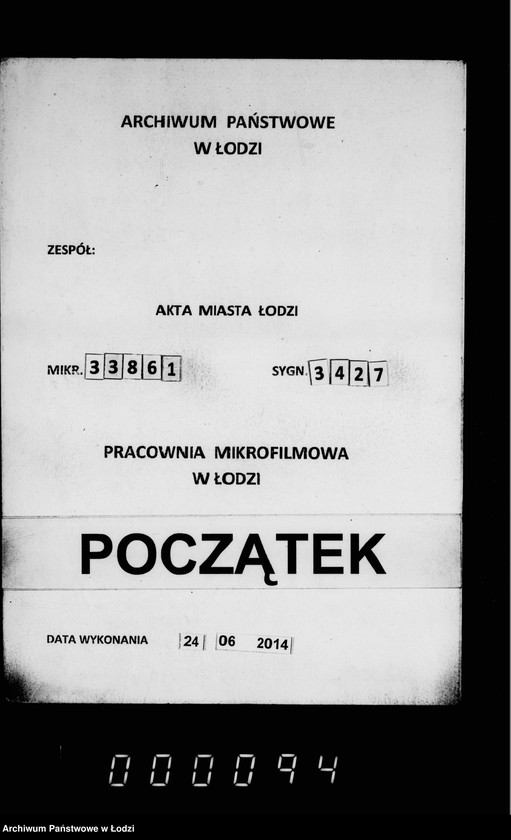 ARCHIWUM PAŃSTWOWE
W ŁODZI
ZESPÓŁ:
AKTA MIASTA ŁODZI
MIKR. 33861 SYGN. 3427
PRACOWNIA MIKROFILMOWA
W ŁODZI
POCZĄTEK
DATA WYKONANIA 24 06 2014
000094
Archiwum Państwowe w Łodzi